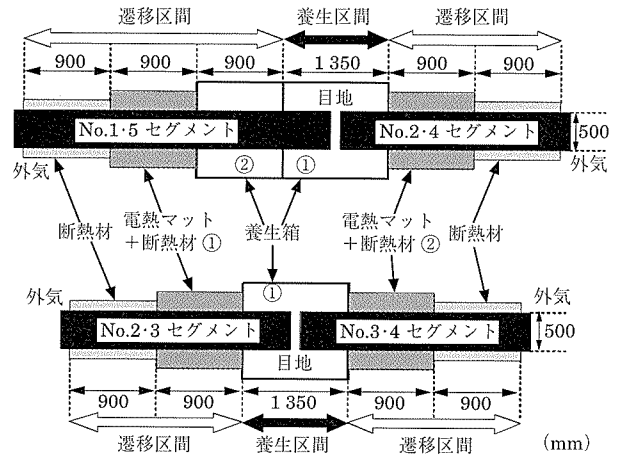 遷移区間 養生区間 遷移区間
900 900 900 1 350 900 900
目地
No.1・5 セグメント No.2・4 セグメント 500
外気 ② ① 外気
断熱材 電熱マット
+断熱材 ① 養生箱 電熱マット
+断熱材 ② 断熱材
外気 ① 外気
No.2・3 セグメント No.3・4 セグメント 500
目地
900 900 1 350 900 900
遷移区間 養生区間 遷移区間 (mm)